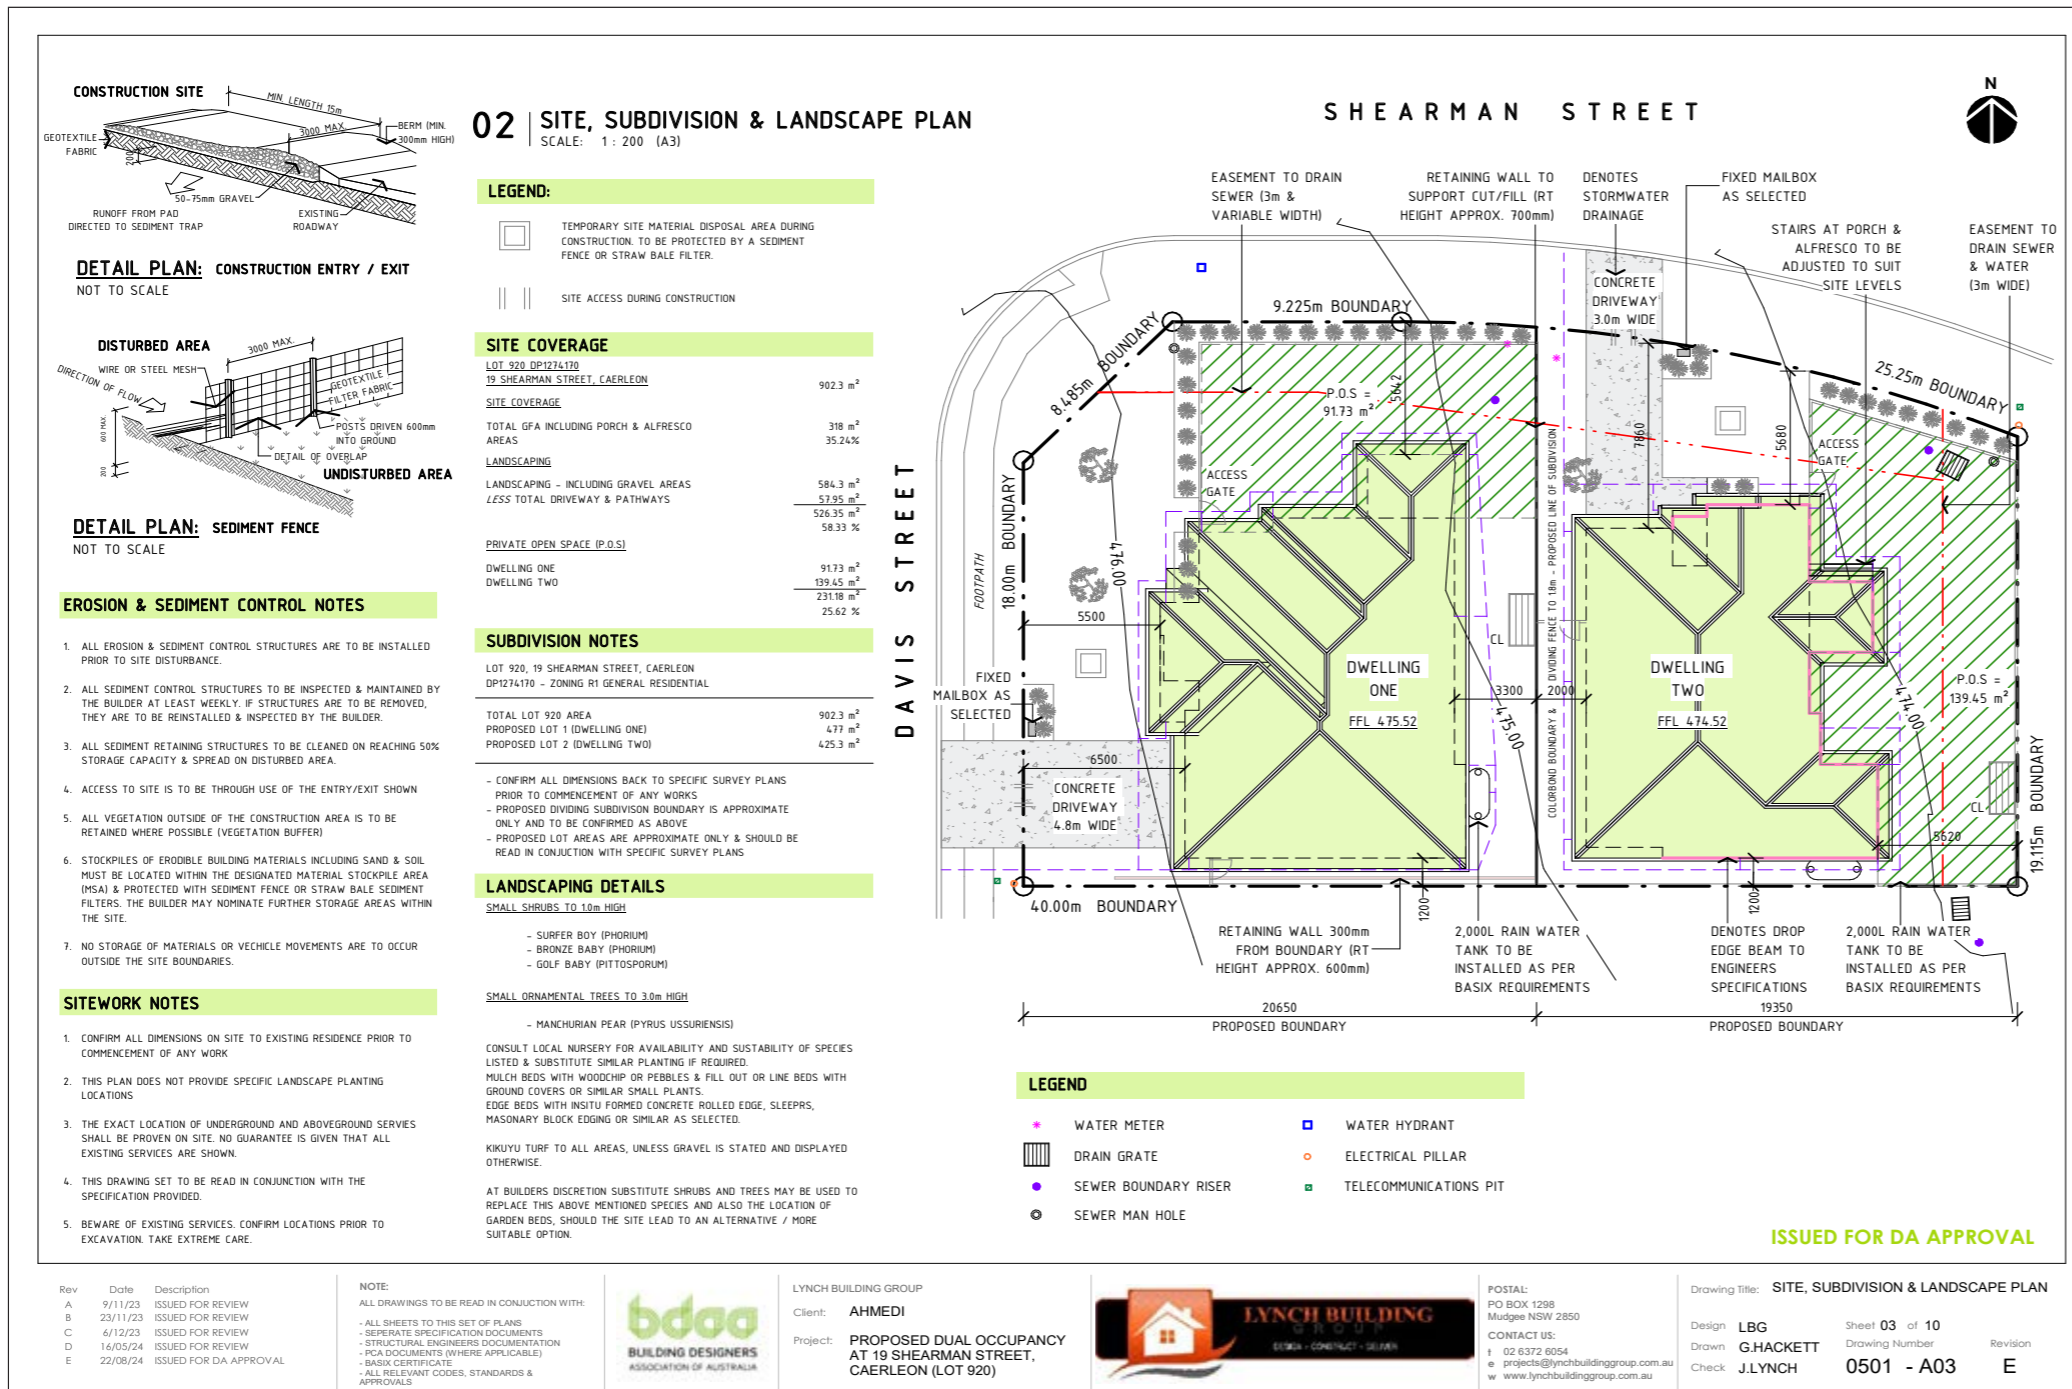 CONSTRUCTION SITE
MIN. LENGTH 15m
3000 MAX.
BERM (MIN.
300mm HIGH)
GEOTEXTILE
FABRIC
200
50-75mm GRAVEL
RUNOFF FROM PAD
DIRECTED TO SEDIMENT TRAP
EXISTING
ROADWAY
DETAIL PLAN: CONSTRUCTION ENTRY / EXIT
NOT TO SCALE
DISTURBED AREA
3000 MAX.
WIRE OR STEEL MESH
DIRECTION OF FLOW
GEOTEXTILE
FILTER FABRIC
600 MAX.
200
POSTS DRIVEN 600mm
INTO GROUND
DETAIL OF OVERLAP
UNDISTURBED AREA
DETAIL PLAN: SEDIMENT FENCE
NOT TO SCALE
EROSION & SEDIMENT CONTROL NOTES
1. ALL EROSION & SEDIMENT CONTROL STRUCTURES ARE TO BE INSTALLED
PRIOR TO SITE DISTURBANCE.
2. ALL SEDIMENT CONTROL STRUCTURES TO BE INSPECTED & MAINTAINED BY
THE BUILDER AT LEAST WEEKLY. IF STRUCTURES ARE TO BE REMOVED,
THEY ARE TO BE REINSTALLED & INSPECTED BY THE BUILDER.
3. ALL SEDIMENT RETAINING STRUCTURES TO BE CLEANED ON REACHING 50%
STORAGE CAPACITY & SPREAD ON DISTURBED AREA.
4. ACCESS TO SITE IS TO BE THROUGH USE OF THE ENTRY/EXIT SHOWN
5. ALL VEGETATION OUTSIDE OF THE CONSTRUCTION AREA IS TO BE
RETAINED WHERE POSSIBLE (VEGETATION BUFFER)
6. STOCKPILES OF ERODIBLE BUILDING MATERIALS INCLUDING SAND & SOIL
MUST BE LOCATED WITHIN THE DESIGNATED MATERIAL STOCKPILE AREA
(MSA) & PROTECTED WITH SEDIMENT FENCE OR STRAW BALE SEDIMENT
FILTERS. THE BUILDER MAY NOMINATE FURTHER STORAGE AREAS WITHIN
THE SITE.
7. NO STORAGE OF MATERIALS OR VECHICLE MOVEMENTS ARE TO OCCUR
OUTSIDE THE SITE BOUNDARIES.
SITEWORK NOTES
1. CONFIRM ALL DIMENSIONS ON SITE TO EXISTING RESIDENCE PRIOR TO
COMMENCEMENT OF ANY WORK
2. THIS PLAN DOES NOT PROVIDE SPECIFIC LANDSCAPE PLANTING
LOCATIONS
3. THE EXACT LOCATION OF UNDERGROUND AND ABOVEGROUND SERVIES
SHALL BE PROVEN ON SITE. NO GUARANTEE IS GIVEN THAT ALL
EXISTING SERVICES ARE SHOWN.
4. THIS DRAWING SET TO BE READ IN CONJUNCTION WITH THE
SPECIFICATION PROVIDED.
5. BEWARE OF EXISTING SERVICES. CONFIRM LOCATIONS PRIOR TO
EXCAVATION. TAKE EXTREME CARE.
02 SITE, SUBDIVISION & LANDSCAPE PLAN
SCALE: 1 : 200 (A3)
LEGEND:
TEMPORARY SITE MATERIAL DISPOSAL AREA DURING
CONSTRUCTION. TO BE PROTECTED BY A SEDIMENT
FENCE OR STRAW BALE FILTER.
SITE ACCESS DURING CONSTRUCTION
SITE COVERAGE
LOT 920 DP1274170
19 SHEARMAN STREET, CAERLEON 902.3 m²
SITE COVERAGE
TOTAL GFA INCLUDING PORCH & ALFRESCO 318 m²
AREAS 35.24%
LANDSCAPING
LANDSCAPING - INCLUDING GRAVEL AREAS 584.3 m²
LESS TOTAL DRIVEWAY & PATHWAYS 57.95 m²
526.35 m²
58.33 %
PRIVATE OPEN SPACE (P.O.S)
DWELLING ONE 91.73 m²
DWELLING TWO 139.45 m²
231.18 m²
25.62 %
SUBDIVISION NOTES
LOT 920, 19 SHEARMAN STREET, CAERLEON
DP1274170 - ZONING R1 GENERAL RESIDENTIAL
TOTAL LOT 920 AREA 902.3 m²
PROPOSED LOT 1 (DWELLING ONE) 477 m²
PROPOSED LOT 2 (DWELLING TWO) 425.3 m²
- CONFIRM ALL DIMENSIONS BACK TO SPECIFIC SURVEY PLANS
PRIOR TO COMMENCEMENT OF ANY WORKS
- PROPOSED DIVIDING SUBDIVISON BOUNDARY IS APPROXIMATE
ONLY AND TO BE CONFIRMED AS ABOVE
- PROPOSED LOT AREAS ARE APPROXIMATE ONLY & SHOULD BE
READ IN CONJUCTION WITH SPECIFIC SURVEY PLANS
LANDSCAPING DETAILS
SMALL SHRUBS TO 1.0m HIGH
- SURFER BOY (PHORIUM)
- BRONZE BABY (PHORIUM)
- GOLF BABY (PITTOSPORUM)
SMALL ORNAMENTAL TREES TO 3.0m HIGH
- MANCHURIAN PEAR (PYRUS USSURIENSIS)
CONSULT LOCAL NURSERY FOR AVAILABILITY AND SUSTABILITY OF SPECIES
LISTED & SUBSTITUTE SIMILAR PLANTING IF REQUIRED.
MULCH BEDS WITH WOODCHIP OR PEBBLES & FILL OUT OR LINE BEDS WITH
GROUND COVERS OR SIMILAR SMALL PLANTS.
EDGE BEDS WITH INSITU FORMED CONCRETE ROLLED EDGE, SLEEPRS,
MASONARY BLOCK EDGING OR SIMILAR AS SELECTED.
KIKUYU TURF TO ALL AREAS, UNLESS GRAVEL IS STATED AND DISPLAYED
OTHERWISE.
AT BUILDERS DISCRETION SUBSTITUTE SHRUBS AND TREES MAY BE USED TO
REPLACE THIS ABOVE MENTIONED SPECIES AND ALSO THE LOCATION OF
GARDEN BEDS, SHOULD THE SITE LEAD TO AN ALTERNATIVE / MORE
SUITABLE OPTION.
SHEARMAN STREET
N
EASEMENT TO DRAIN
SEWER (3m &
VARIABLE WIDTH)
RETAINING WALL TO
SUPPORT CUT/FILL (RT
HEIGHT APPROX. 700mm)
DENOTES
STORMWATER
DRAINAGE
FIXED MAILBOX
AS SELECTED
STAIRS AT PORCH &
ALFRESCO TO BE
ADJUSTED TO SUIT
SITE LEVELS
EASEMENT TO
DRAIN SEWER
& WATER
(3m WIDE)
CONCRETE
DRIVEWAY
3.0m WIDE
9.225m BOUNDARY
8.485m BOUNDARY
25.25m BOUNDARY
P.O.S =
91.73 m²
5642
7860
5680
ACCESS
GATE
ACCESS
GATE
DAVIS STREET
FOOTPATH
18.00m BOUNDARY
476.00
5500
CL
COLORBOND BOUNDARY & DIVIDING FENCE TO 1.8m - PROPOSED LINE OF SUBDIVISION
FIXED
MAILBOX AS
SELECTED
DWELLING
ONE
FFL 475.52
3300
2000
475.00
DWELLING
TWO
FFL 474.52
474.00
P.O.S =
139.45 m²
6500
CONCRETE
DRIVEWAY
4.8m WIDE
CL
5620
19.115m BOUNDARY
40.00m BOUNDARY
1200
1200
RETAINING WALL 300mm
FROM BOUNDARY (RT
HEIGHT APPROX. 600mm)
2,000L RAIN WATER
TANK TO BE
INSTALLED AS PER
BASIX REQUIREMENTS
DENOTES DROP
EDGE BEAM TO
ENGINEERS
SPECIFICATIONS
2,000L RAIN WATER
TANK TO BE
INSTALLED AS PER
BASIX REQUIREMENTS
20650
PROPOSED BOUNDARY
19350
PROPOSED BOUNDARY
LEGEND
WATER METER
DRAIN GRATE
SEWER BOUNDARY RISER
SEWER MAN HOLE
WATER HYDRANT
ELECTRICAL PILLAR
TELECOMMUNICATIONS PIT
ISSUED FOR DA APPROVAL
Rev Date Description
A 9/11/23 ISSUED FOR REVIEW
B 23/11/23 ISSUED FOR REVIEW
C 6/12/23 ISSUED FOR REVIEW
D 16/05/24 ISSUED FOR REVIEW
E 22/08/24 ISSUED FOR DA APPROVAL
NOTE:
ALL DRAWINGS TO BE READ IN CONJUCTION WITH:
- ALL SHEETS TO THIS SET OF PLANS
- SEPERATE SPECIFICATION DOCUMENTS
- STRUCTURAL ENGINEERS DOCUMENTATION
- PCA DOCUMENTS (WHERE APPLICABLE)
- BASIX CERTIFICATE
- ALL RELEVANT CODES, STANDARDS &
APPROVALS
bdaa
BUILDING DESIGNERS
ASSOCIATION OF AUSTRALIA
LYNCH BUILDING GROUP
Client: AHMEDI
Project: PROPOSED DUAL OCCUPANCY
AT 19 SHEARMAN STREET,
CAERLEON (LOT 920)
LYNCH BUILDING
GROUP
DESIGN - CONSTRUCT - DELIVER
POSTAL:
PO BOX 1298
Mudgee NSW 2850
CONTACT US:
t 02 6372 6054
e projects@lynchbuildinggroup.com.au
w www.lynchbuildinggroup.com.au
Drawing Title: SITE, SUBDIVISION & LANDSCAPE PLAN
Design LBG
Drawn G.HACKETT
Check J.LYNCH
Sheet 03 of 10
Drawing Number
0501 - A03
Revision
E